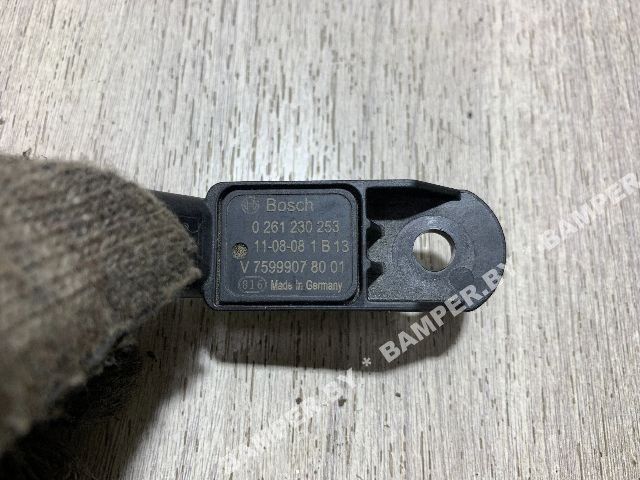 Bosch
0 261 230 253
11-08-08 1 B 13
V 7599907 80 01
816 Made in Germany
BAMPER.BY * BAMPER.BY * BAMPER.BY